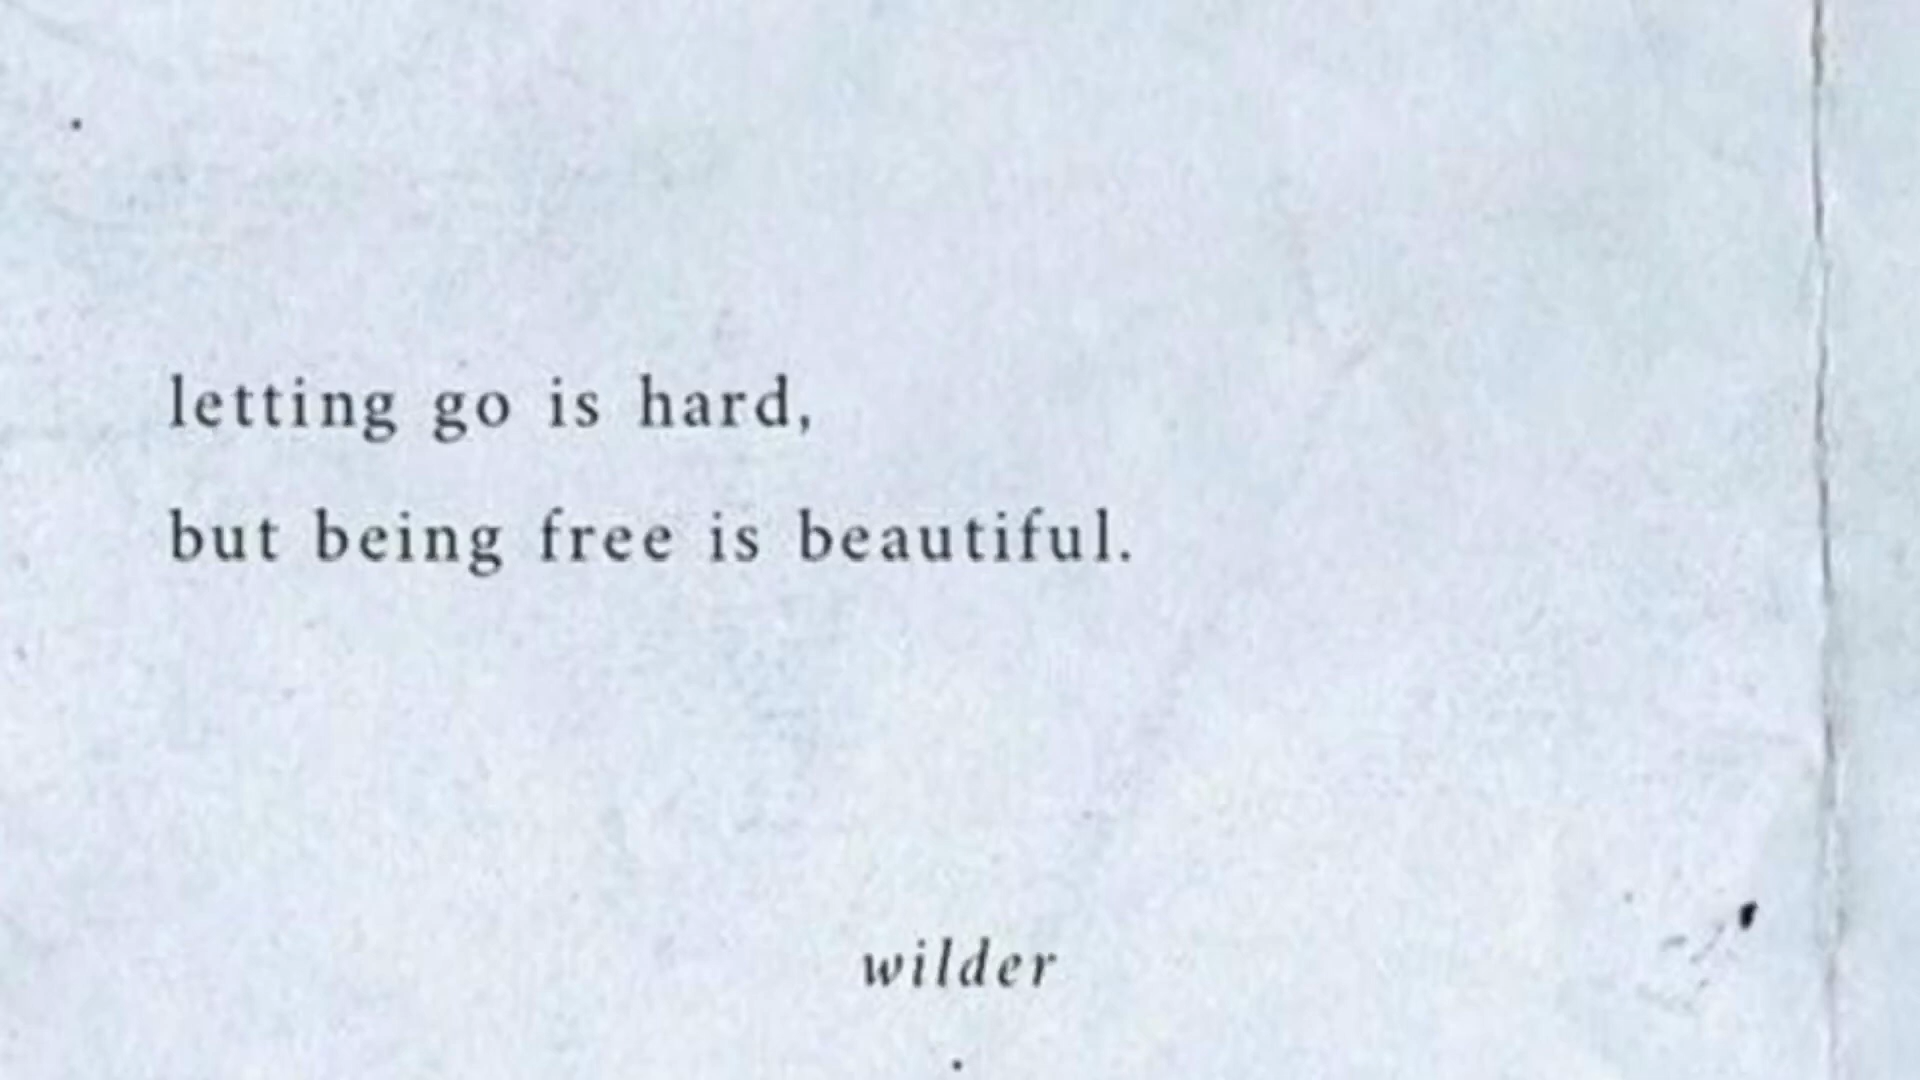 letting go is hard,
but being free is beautiful.
wilder